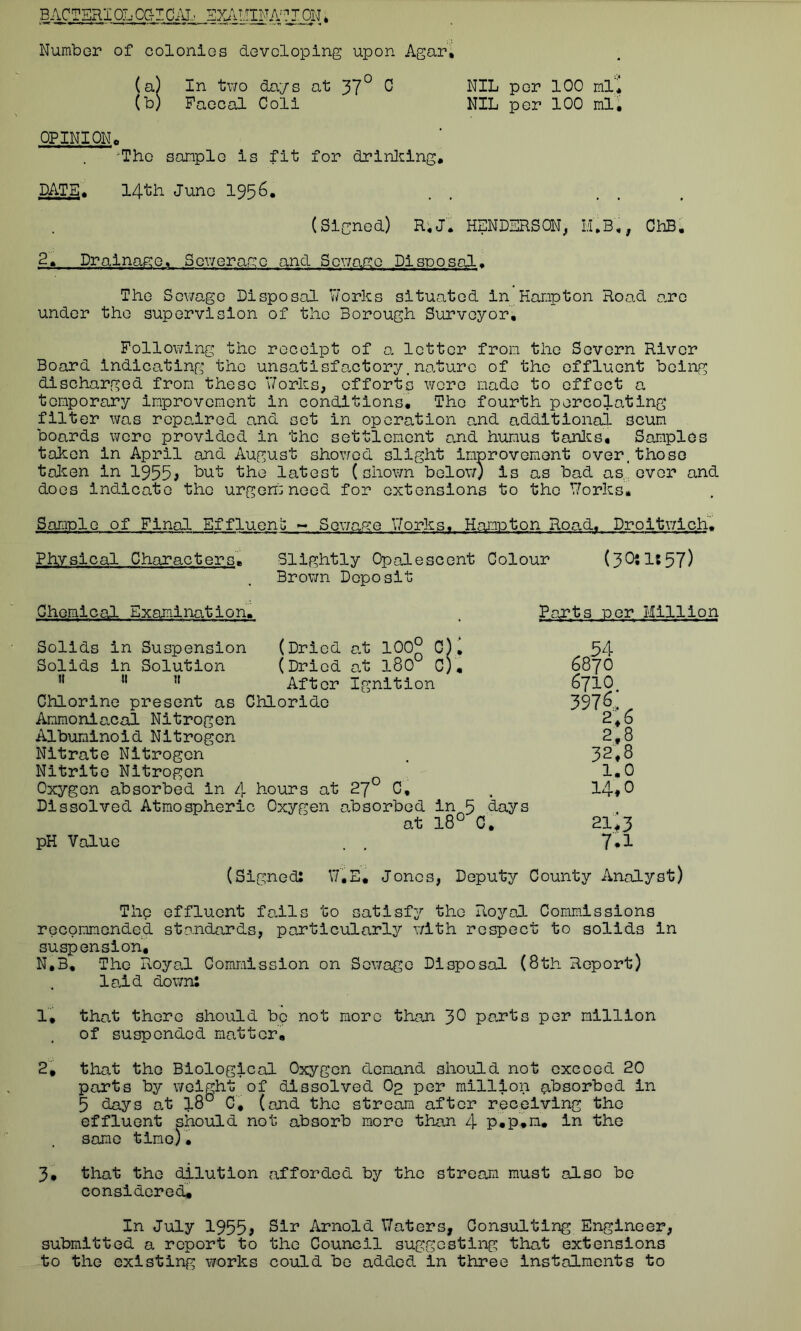 BACTERIOLOGICAL EXAMINATION.
Number of colonies developing upon Agar.
(a) In two days at 37° C NIL per 100 ml.
(b) Faecal Coli NIL per 100 ml.
OPINION.
The sample is fit for drinking.
DATE. 14th June 1956.
(Signed) R.J. HENDERSON, M.B., ChB.
2. Drainage, Sewerage and Sewage Disposal.
The Sewage Disposal Works situated in Hampton Road are
under the supervision of the Borough Surveyor.
Following the receipt of a letter from the Severn River
Board indicating the unsatisfactory nature of the effluent being
discharged from these Works, efforts were made to effect a
temporary improvement in conditions. The fourth percolating
filter was repaired and set in operation and additional scum
boards were provided in the settlement and humus tanks. Samples
taken in April and August showed slight improvement over those
taken in 1955, but the latest (shown below) is as bad as ever and
does indicate the urgent need for extensions to the Works.
Sample of Final Effluent - Sewage Works, Hampton Road, Droitwich.
Physical Characters. Slightly Opalescent Colour (30:1:57)
Brown Deposit
Chemical Examination. Parts per Million
Solids in Suspension (Dried at 100° C). 54
Solids in Solution (Dried at 180° C). 6870
" " " After Ignition 6710.
Chlorine present as Chloride 3976.
Ammoniacal Nitrogen 2.6
Albuminoid Nitrogen 2.8
Nitrate Nitrogen 32.8
Nitrite Nitrogen 1.0
Oxygen absorbed in 4 hours at 27° C. 14.0
Dissolved Atmospheric Oxygen absorbed in 5 days
at 18° C. 21.3
pH Value 7.1
(Signed: W.E. Jones, Deputy County Analyst)
The effluent fails to satisfy the Royal Commissions
recommended standards, particularly with respect to solids in
suspension.
N.B. The Royal Commission on Sewage Disposal (8th Report)
laid down:
1. that there should be not more than 30 parts per million
of suspended matter.
2. that the Biological Oxygen demand should not exceed 20
parts by weight of dissolved O2 per million absorbed in
5 days at 18° C. (and the stream after receiving the
effluent should not absorb more than 4 p.p.m. in the
same time).
3. that the dilution afforded by the stream must also be
considered.
In July 1955, Sir Arnold Waters, Consulting Engineer,
submitted a report to the Council suggesting that extensions
to the existing works could be added in three instalments to